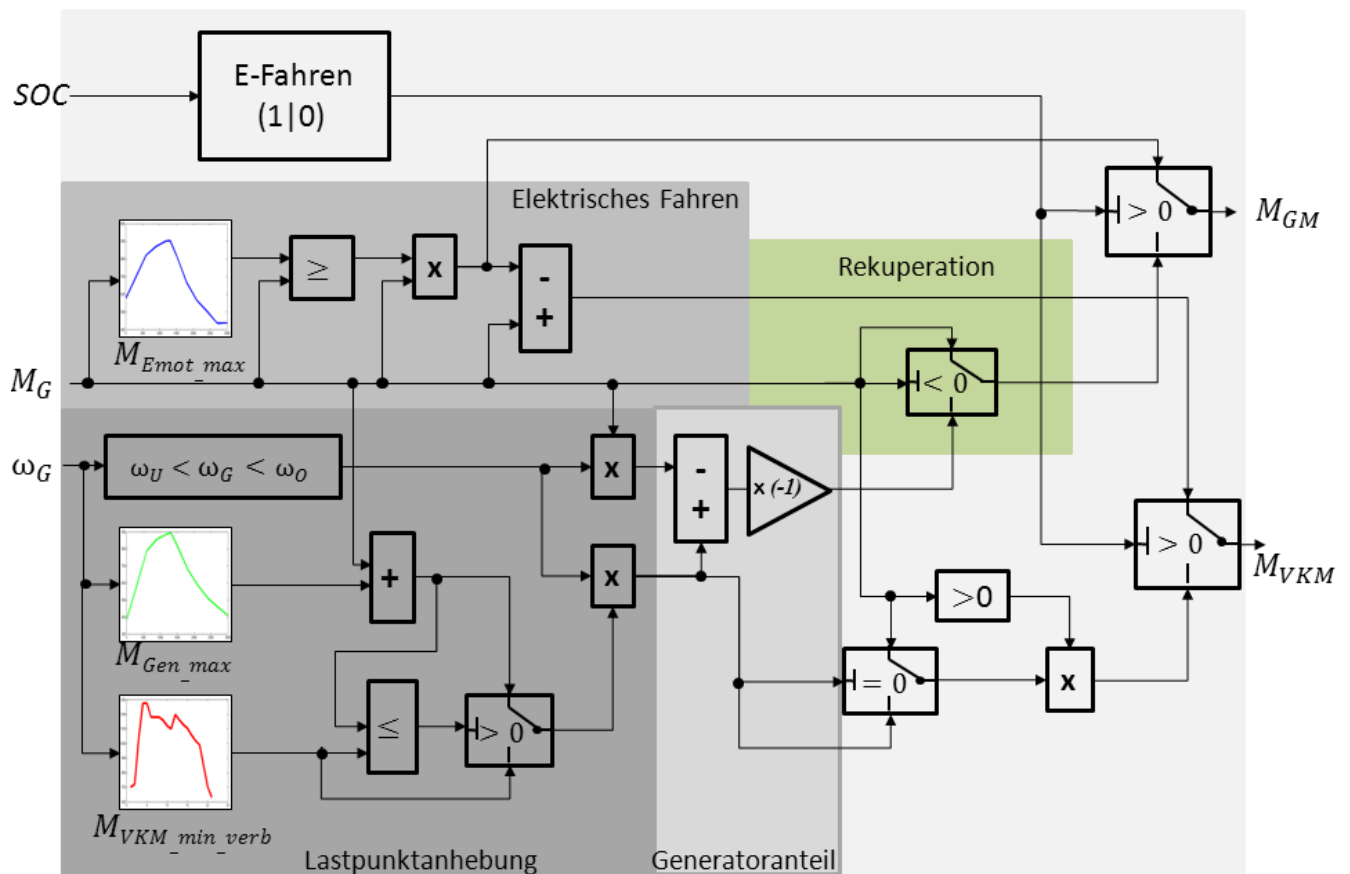 E-Fahren
(1|0)
SOC
Elektrisches Fahren
> 0
M_GM
≥
x
-
+
Rekuperation
M_Emot_max
M_G
< 0
ω_G
ω_U < ω_G < ω_O
x
-
+
x (-1)
> 0
M_VKM
+
x
>0
M_Gen_max
= 0
x
≤
> 0
M_VKM_min_verb
Lastpunktanhebung
Generatoranteil